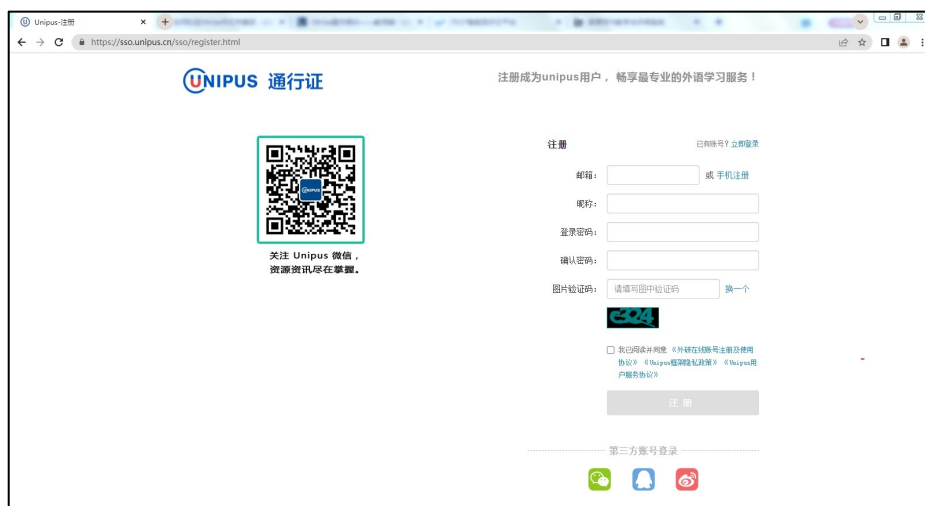 Unipus-注册
https://sso.unipus.cn/sso/register.html
UNIPUS 通行证
注册成为unipus用户，畅享最专业的外语学习服务！
UNIPUS
关注 Unipus 微信，
资源资讯尽在掌握。
注册
已有账号？立即登录
邮箱：
或 手机注册
昵称：
登录密码：
确认密码：
图片验证码：
请填写图中验证码
换一个
c324
我已阅读并同意 《外研在线账号注册及使用
协议》 《Unipus框架隐私政策》 《Unipus用
户服务协议》
注 册
第三方账号登录